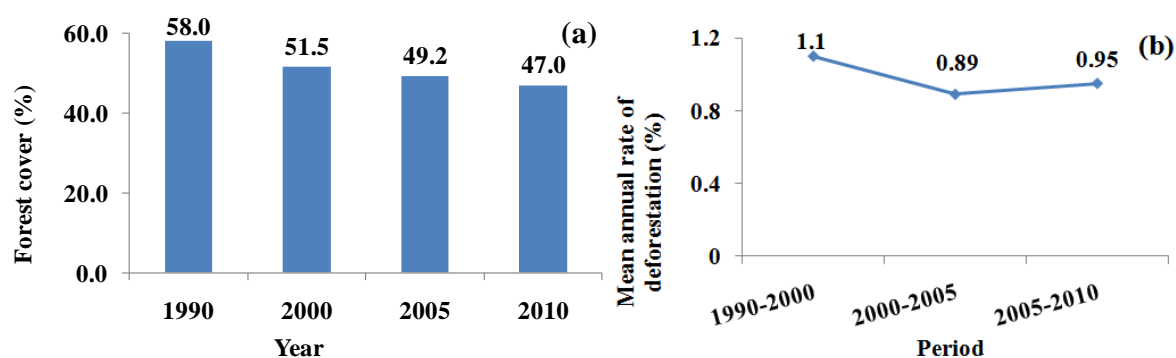 (a)
Forest cover (%)
60.0
40.0
20.0
0.0
58.0
51.5
49.2
47.0
1990 2000 2005 2010
Year
(b)
Mean annual rate of
deforestation (%)
1.2
0.8
0.4
0
1.1
0.89
0.95
1990-2000 2000-2005 2005-2010
Period